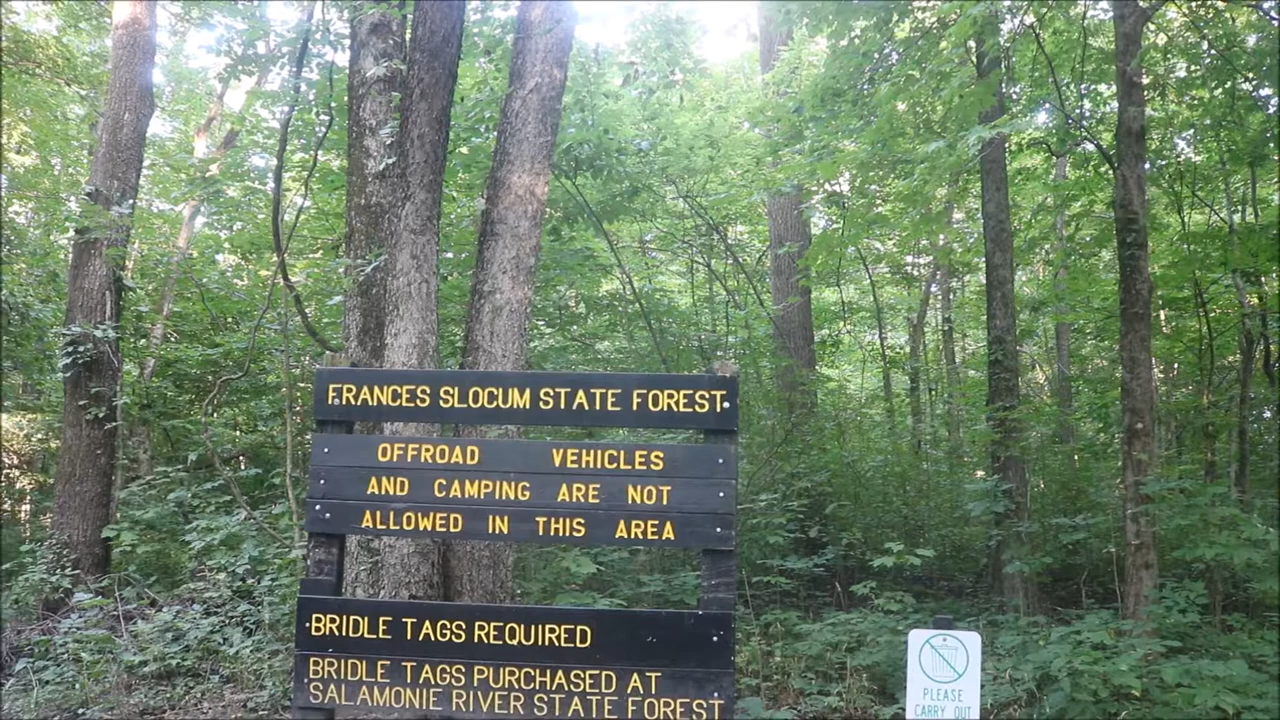 FRANCES SLOCUM STATE FOREST
OFFROAD VEHICLES
AND CAMPING ARE NOT
ALLOWED IN THIS AREA
BRIDLE TAGS REQUIRED
BRIDLE TAGS PURCHASED AT
SALAMONIE RIVER STATE FOREST
PLEASE
CARRY OUT